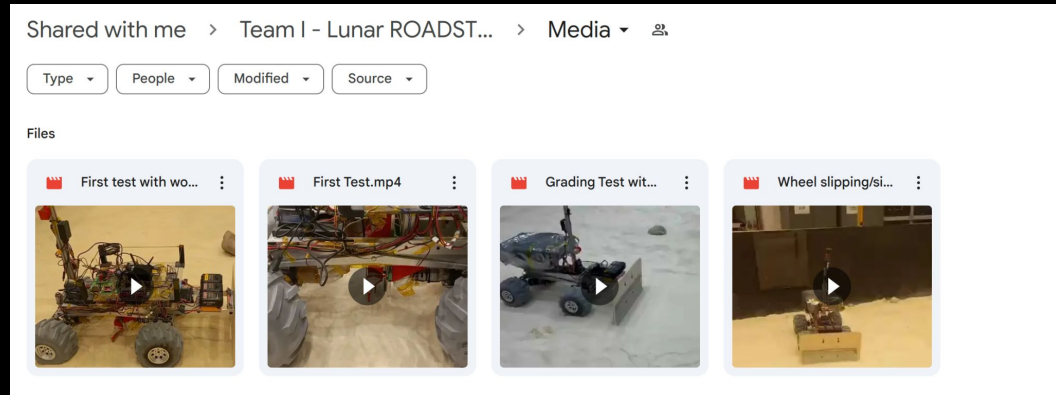 Shared with me > Team I - Lunar ROADST... > Media
Type People Modified Source
Files
First test with wo... First Test.mp4 Grading Test wit... Wheel slipping/si...